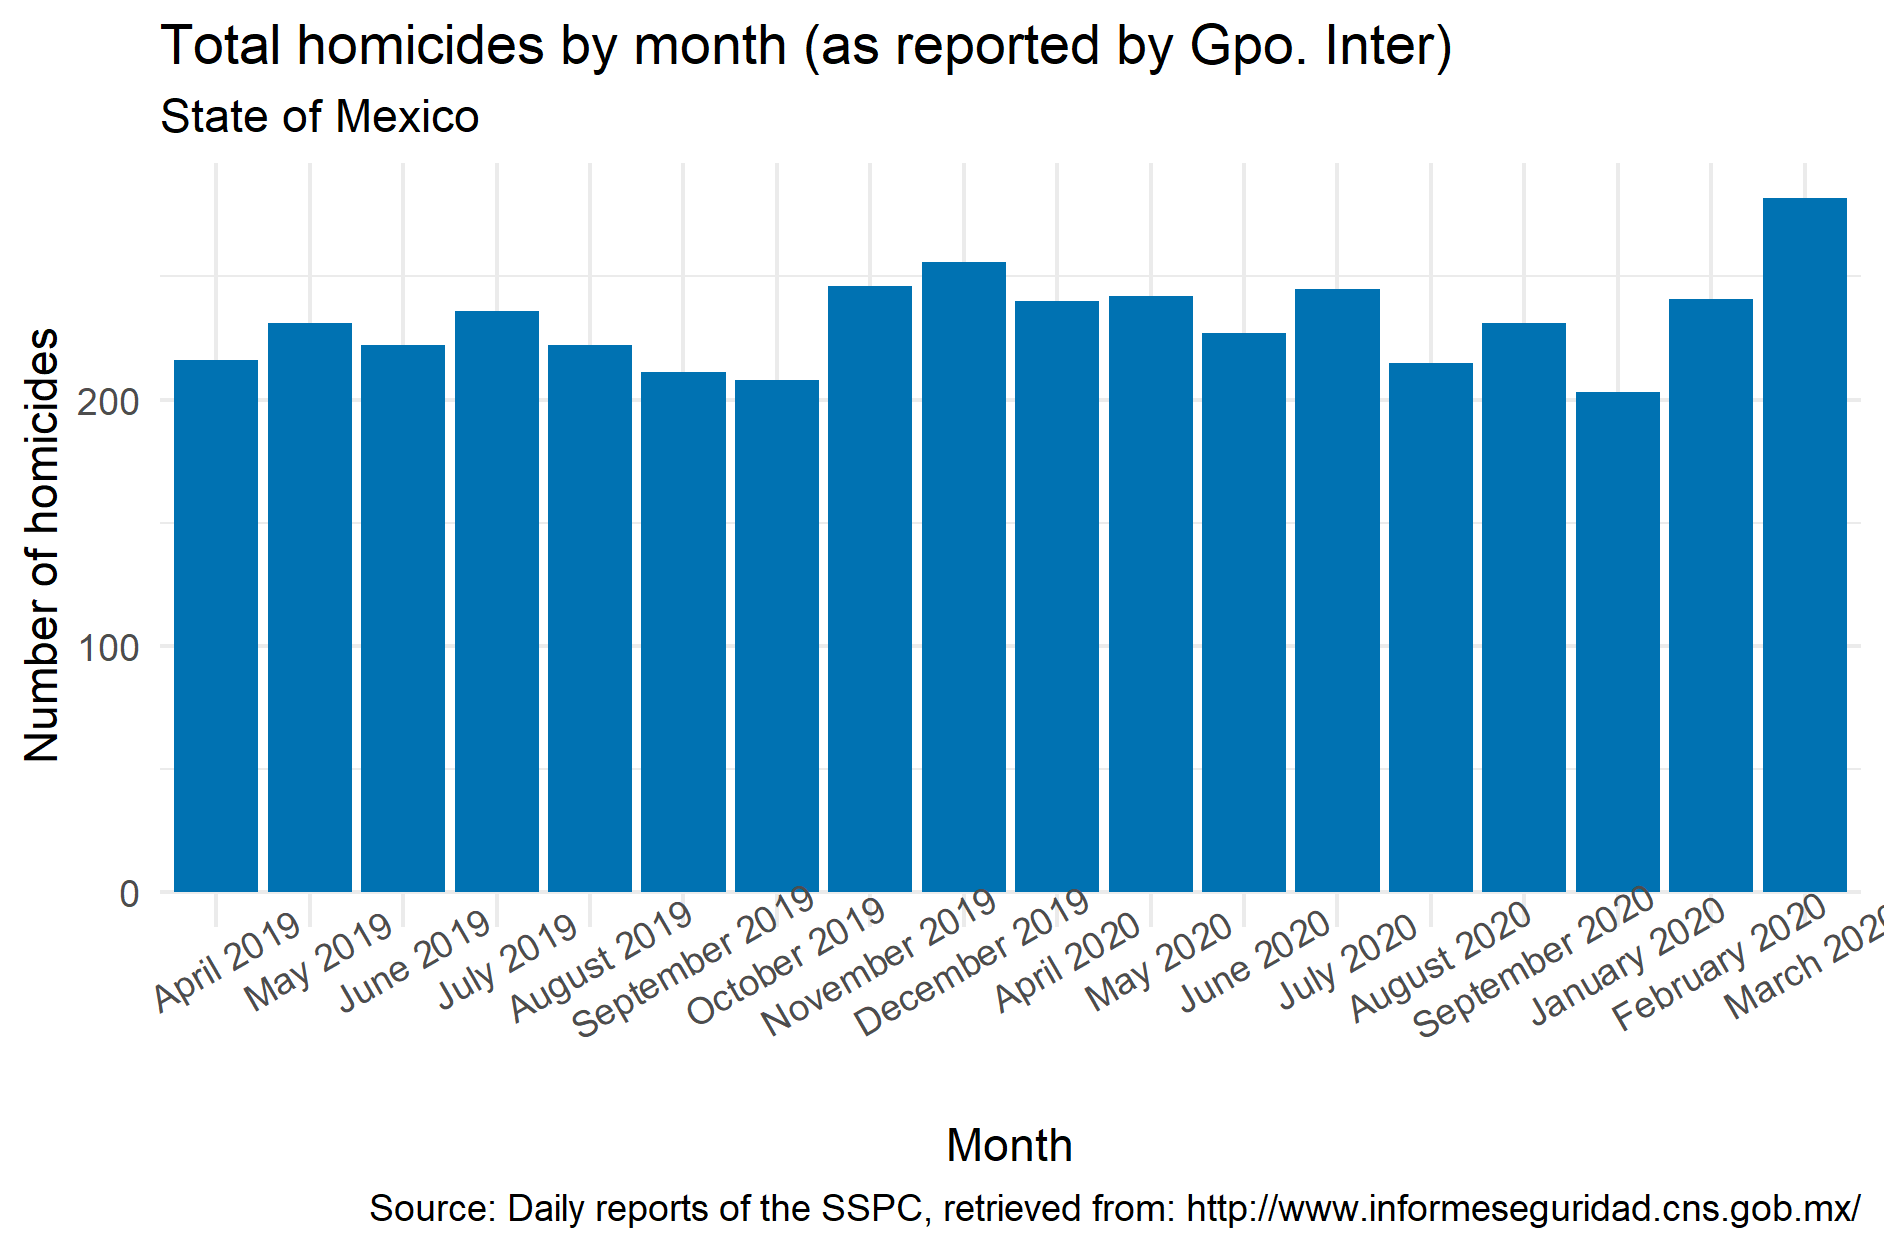 Total homicides by month (as reported by Gpo. Inter)
State of Mexico
Number of homicides
200
100
0
April 2019
May 2019
June 2019
July 2019
August 2019
September 2019
October 2019
November 2019
December 2019
April 2020
May 2020
June 2020
July 2020
August 2020
September 2020
January 2020
February 2020
March 2020
Month
Source: Daily reports of the SSPC, retrieved from: http://www.informeseguridad.cns.gob.mx/